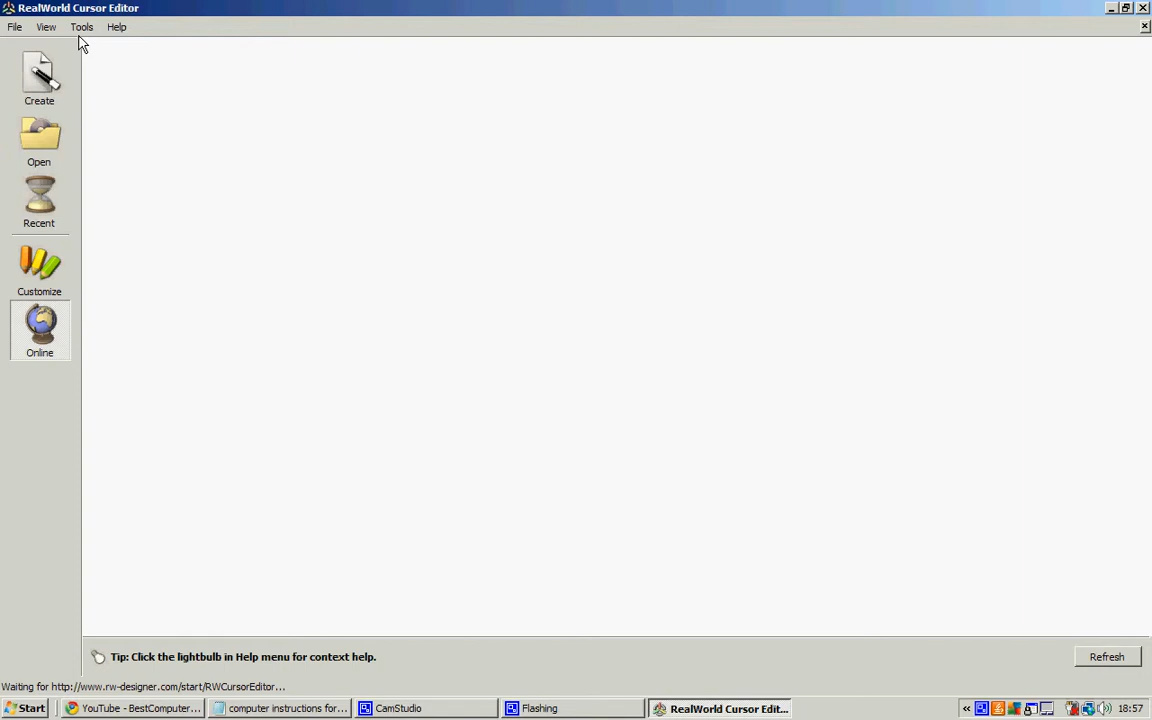 RealWorld Cursor Editor
File View Tools Help
Create
Open
Recent
Customize
Online
Tip: Click the lightbulb in Help menu for context help.
Refresh
Waiting for http://www.rw-designer.com/start/RWCursorEditor...
Start YouTube - BestComputer... computer instructions for... CamStudio Flashing RealWorld Cursor Edit... « 18:57